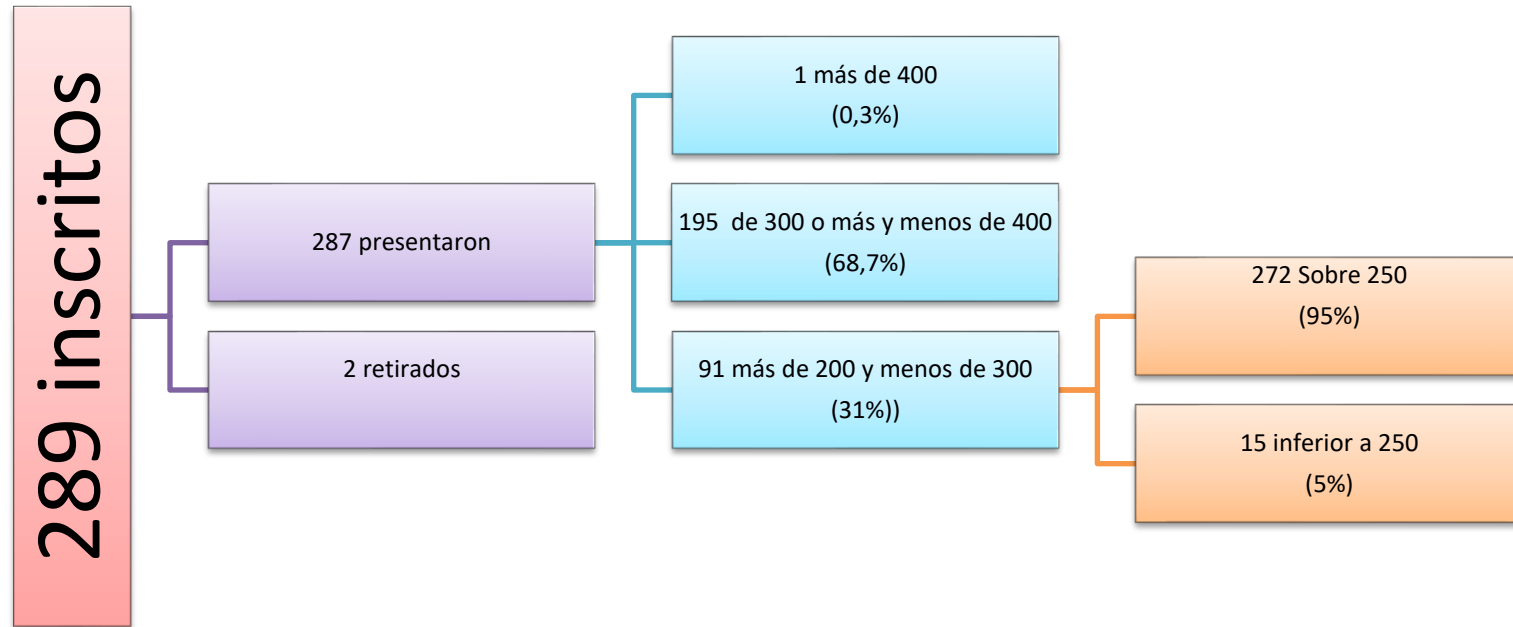 289 inscritos
287 presentaron
2 retirados
1 más de 400
(0,3%)
195 de 300 o más y menos de 400
(68,7%)
91 más de 200 y menos de 300
(31%))
272 Sobre 250
(95%)
15 inferior a 250
(5%)